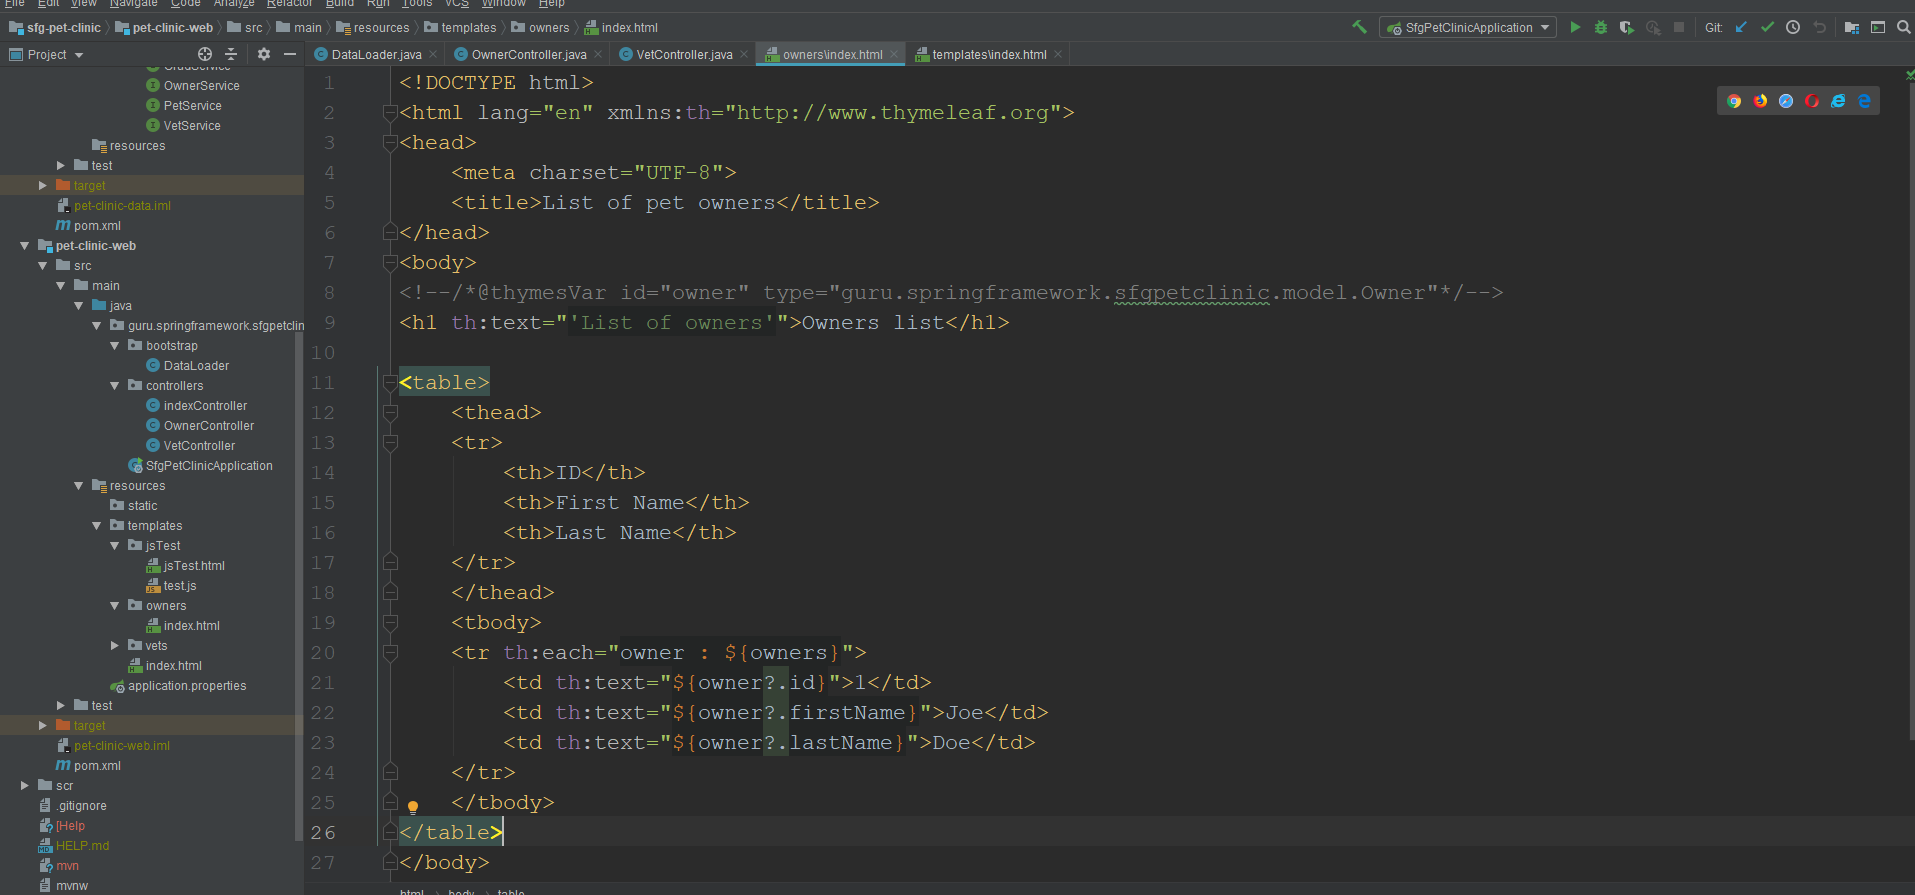 File Edit View Navigate Code Analyze Refactor Build Run Tools VCS Window Help
sfg-pet-clinic pet-clinic-web src main resources templates owners index.html
SfgPetClinicApplication Git:
Project
DataLoader.java OwnerController.java VetController.java owners\index.html templates\index.html
CrudService
OwnerService
PetService
VetService
resources
test
target
pet-clinic-data.iml
pom.xml
pet-clinic-web
src
main
java
guru.springframework.sfgpetclin
bootstrap
DataLoader
controllers
indexController
OwnerController
VetController
SfgPetClinicApplication
resources
static
templates
jsTest
jsTest.html
test.js
owners
index.html
vets
index.html
application.properties
test
target
pet-clinic-web.iml
pom.xml
scr
.gitignore
[Help
HELP.md
mvn
mvnw
1 <!DOCTYPE html>
2 <html lang="en" xmlns:th="http://www.thymeleaf.org">
3 <head>
4 <meta charset="UTF-8">
5 <title>List of pet owners</title>
6 </head>
7 <body>
8 <!--/*@thymesVar id="owner" type="guru.springframework.sfgpetclinic.model.Owner"*/-->
9 <h1 th:text="'List of owners'">Owners list</h1>
10
11 <table>
12 <thead>
13 <tr>
14 <th>ID</th>
15 <th>First Name</th>
16 <th>Last Name</th>
17 </tr>
18 </thead>
19 <tbody>
20 <tr th:each="owner : ${owners}">
21 <td th:text="${owner?.id}">1</td>
22 <td th:text="${owner?.firstName}">Joe</td>
23 <td th:text="${owner?.lastName}">Doe</td>
24 </tr>
25 </tbody>
26 </table>
27 </body>
html body table